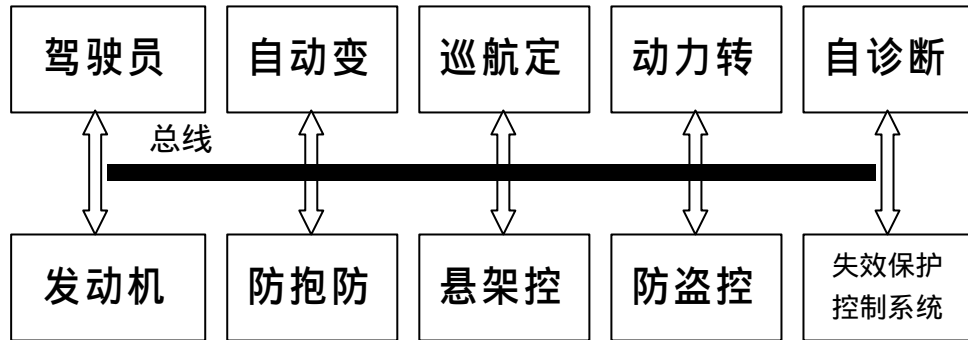 驾驶员
自动变
巡航定
动力转
自诊断
总线
发动机
防抱防
悬架控
防盗控
失效保护
控制系统